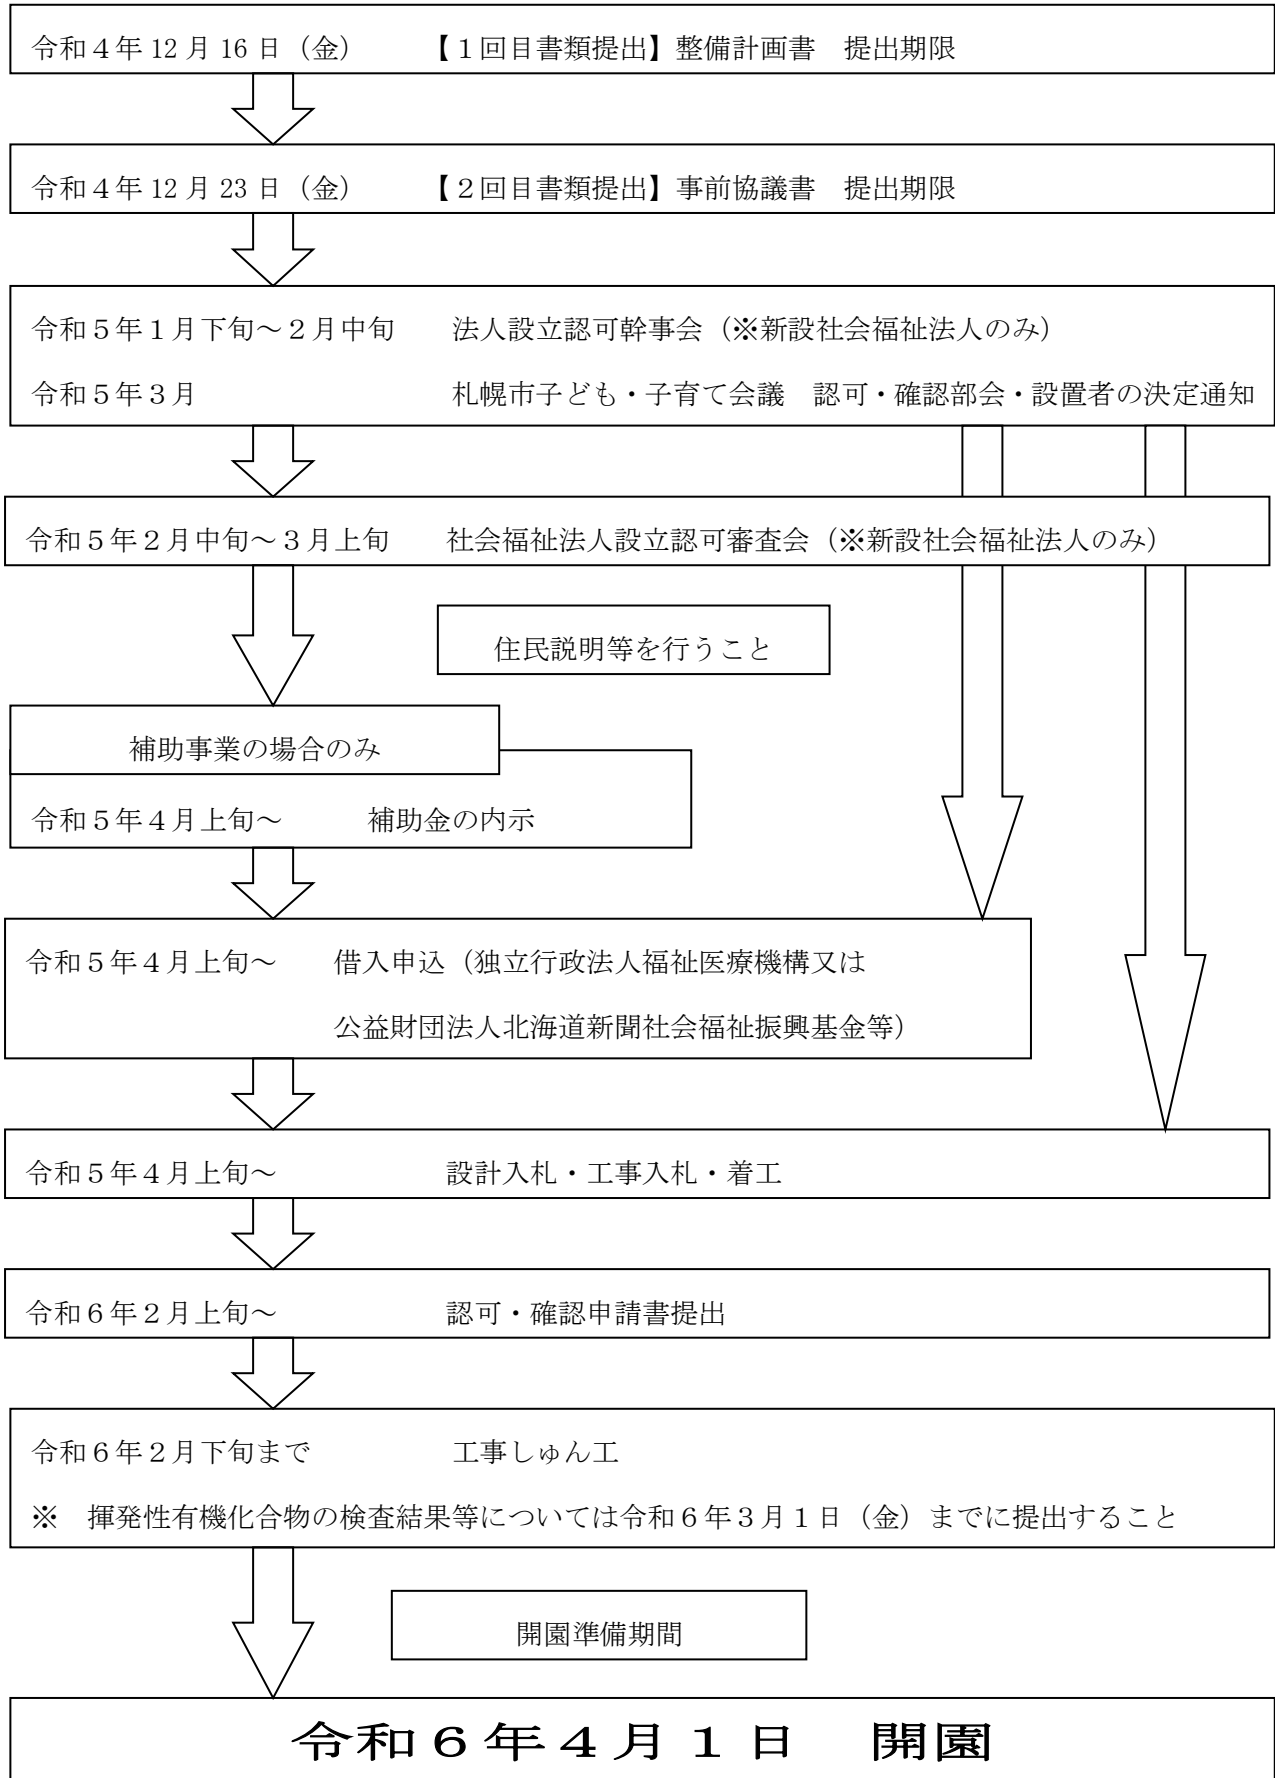 令和４年 12 月 16 日（金）　　　【１回目書類提出】整備計画書　提出期限
令和４年 12 月 23 日（金）　　　【２回目書類提出】事前協議書　提出期限
令和５年１月下旬～２月中旬　　法人設立認可幹事会（※新設社会福祉法人のみ）
令和５年３月　　　　　　　　　札幌市子ども・子育て会議　認可・確認部会・設置者の決定通知
令和５年２月中旬～３月上旬　　社会福祉法人設立認可審査会（※新設社会福祉法人のみ）
住民説明等を行うこと
補助事業の場合のみ
令和５年４月上旬～　　　補助金の内示
令和５年４月上旬～　　借入申込（独立行政法人福祉医療機構又は
公益財団法人北海道新聞社会福祉振興基金等）
令和５年４月上旬～　　　　　　設計入札・工事入札・着工
令和６年２月上旬～　　　　　　認可・確認申請書提出
令和６年２月下旬まで　　　　　工事しゅん工
※　揮発性有機化合物の検査結果等については令和６年３月１日（金）までに提出すること
開園準備期間
令和６年４月１日　開園